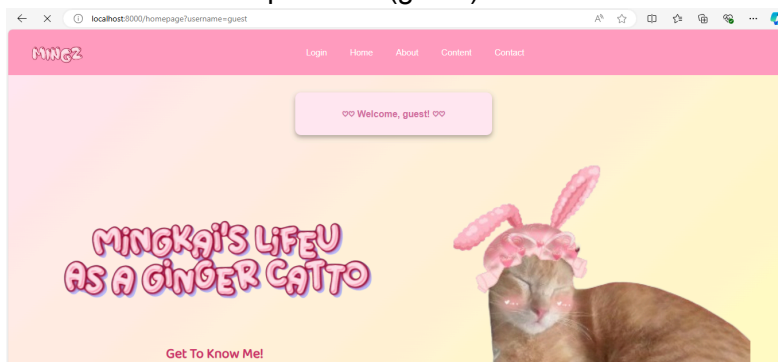 localhost:8000/homepage?username=guest
MINGZ
Login Home About Content Contact
♡♡ Welcome, guest! ♡♡
MINGKAI'S LIFEU
AS A GINGER CATTO
Get To Know Me!